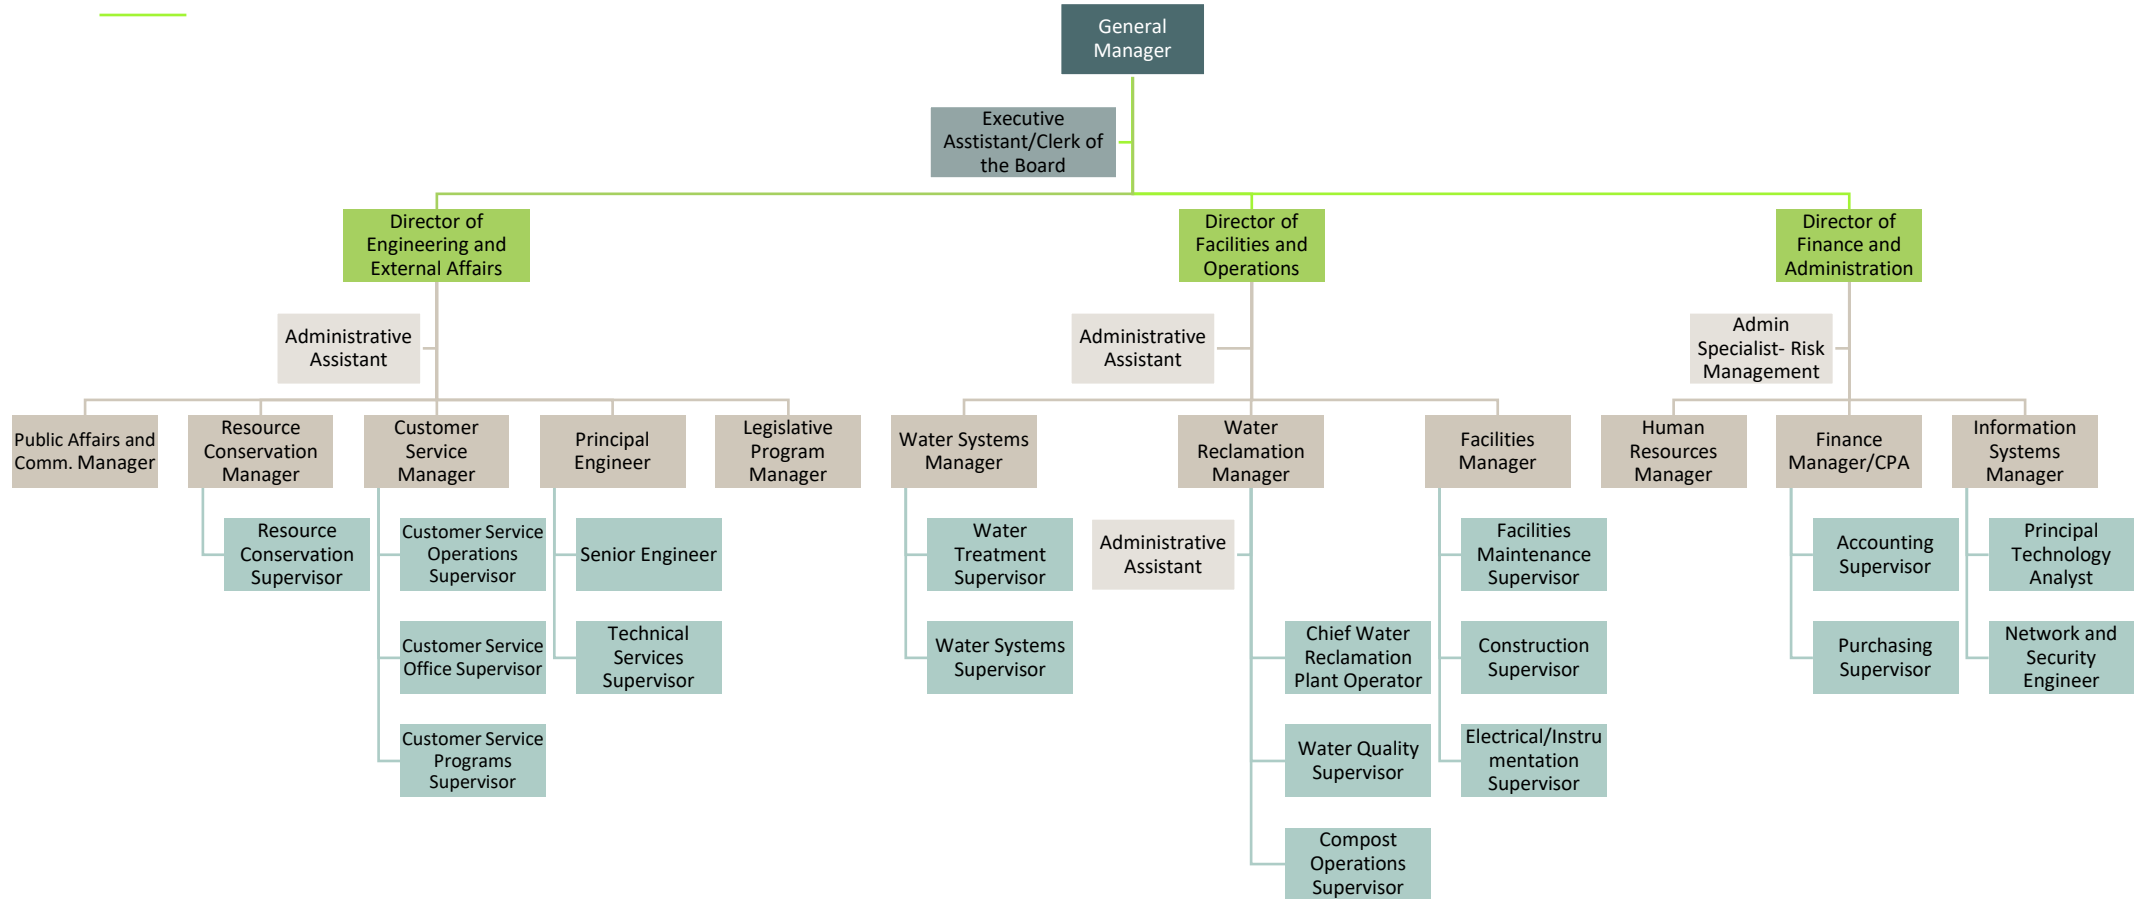 General
Manager
Executive
Asstistant/Clerk of
the Board
Director of
Engineering and
External Affairs
Director of
Facilities and
Operations
Director of
Finance and
Administration
Administrative
Assistant
Administrative
Assistant
Admin
Specialist- Risk
Management
Public Affairs and
Comm. Manager
Resource
Conservation
Manager
Customer
Service
Manager
Principal
Engineer
Legislative
Program
Manager
Water Systems
Manager
Water
Reclamation
Manager
Facilities
Manager
Human
Resources
Manager
Finance
Manager/CPA
Information
Systems
Manager
Resource
Conservation
Supervisor
Customer Service
Operations
Supervisor
Senior Engineer
Water
Treatment
Supervisor
Administrative
Assistant
Facilities
Maintenance
Supervisor
Accounting
Supervisor
Principal
Technology
Analyst
Customer Service
Office Supervisor
Technical
Services
Supervisor
Water Systems
Supervisor
Chief Water
Reclamation
Plant Operator
Construction
Supervisor
Purchasing
Supervisor
Network and
Security
Engineer
Customer Service
Programs
Supervisor
Water Quality
Supervisor
Electrical/Instru
mentation
Supervisor
Compost
Operations
Supervisor